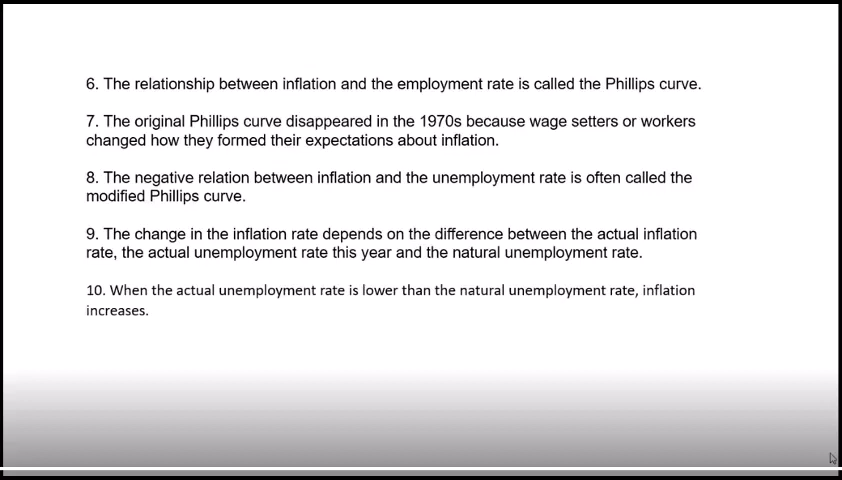 6. The relationship between inflation and the employment rate is called the Phillips curve.
7. The original Phillips curve disappeared in the 1970s because wage setters or workers
changed how they formed their expectations about inflation.
8. The negative relation between inflation and the unemployment rate is often called the
modified Phillips curve.
9. The change in the inflation rate depends on the difference between the actual inflation
rate, the actual unemployment rate this year and the natural unemployment rate.
10. When the actual unemployment rate is lower than the natural unemployment rate, inflation
increases.